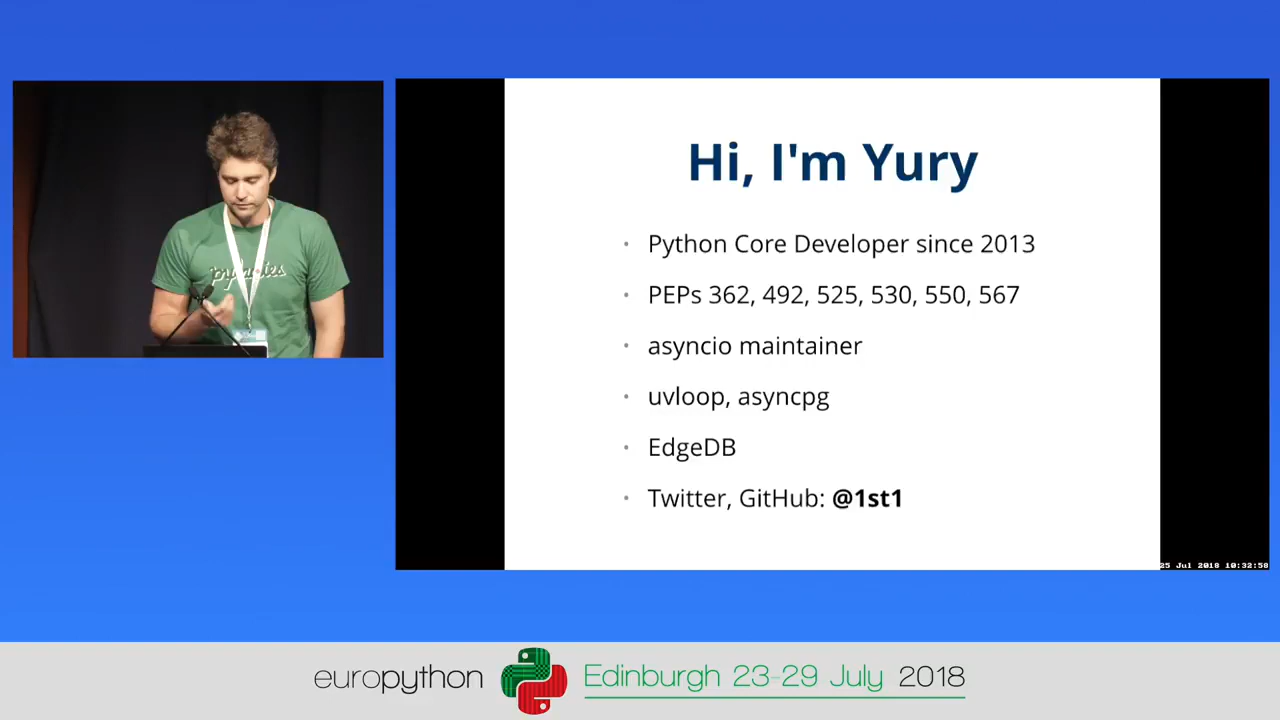 Hi, I'm Yury
• Python Core Developer since 2013
• PEPs 362, 492, 525, 530, 550, 567
• asyncio maintainer
• uvloop, asyncpg
• EdgeDB
• Twitter, GitHub: @1st1
25 Jul 2018 10:32:58
europython Edinburgh 23-29 July 2018